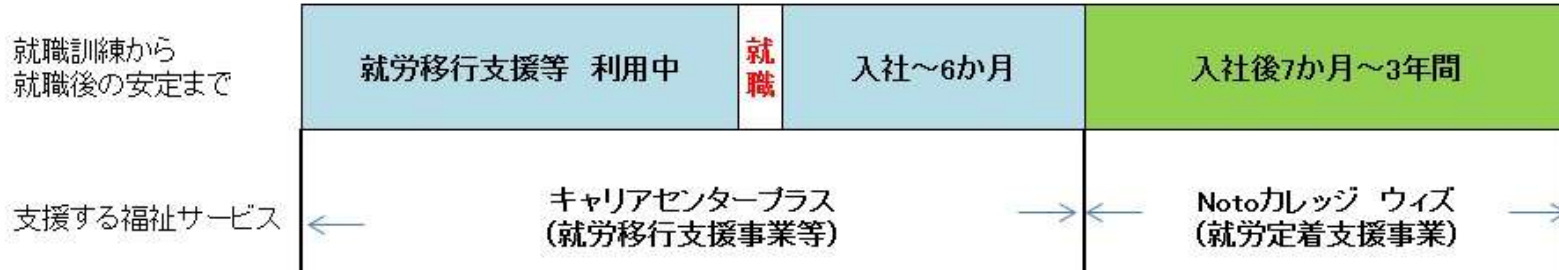 就職訓練から
就職後の安定まで
就労移行支援等 利用中
就
職
入社～6か月
入社後7か月～3年間
支援する福祉サービス
キャリアセンタープラス
(就労移行支援事業等)
Notoカレッジ ウィズ
(就労定着支援事業)